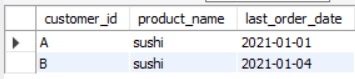 customer_id product_name last_order_date
A sushi 2021-01-01
B sushi 2021-01-04